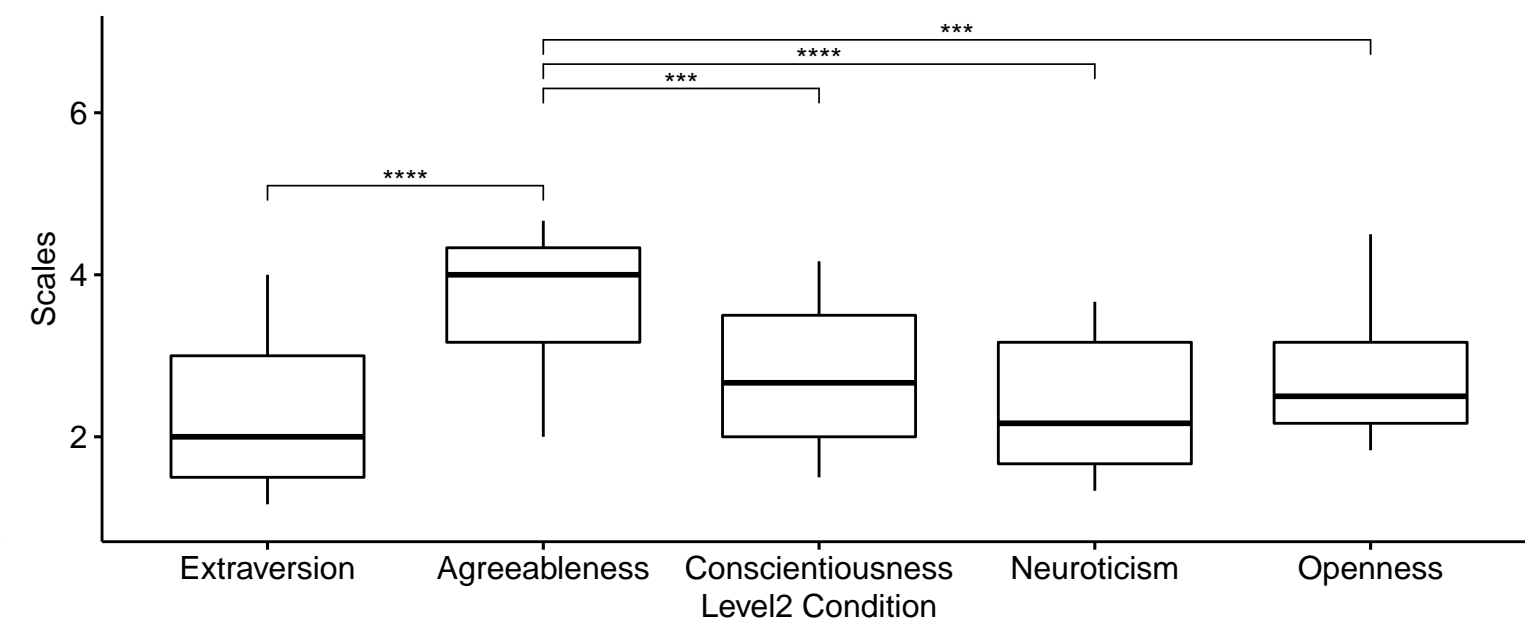 ***
****
***
6
****
Scales
4
2
Extraversion Agreeableness Conscientiousness Neuroticism Openness
Level2 Condition